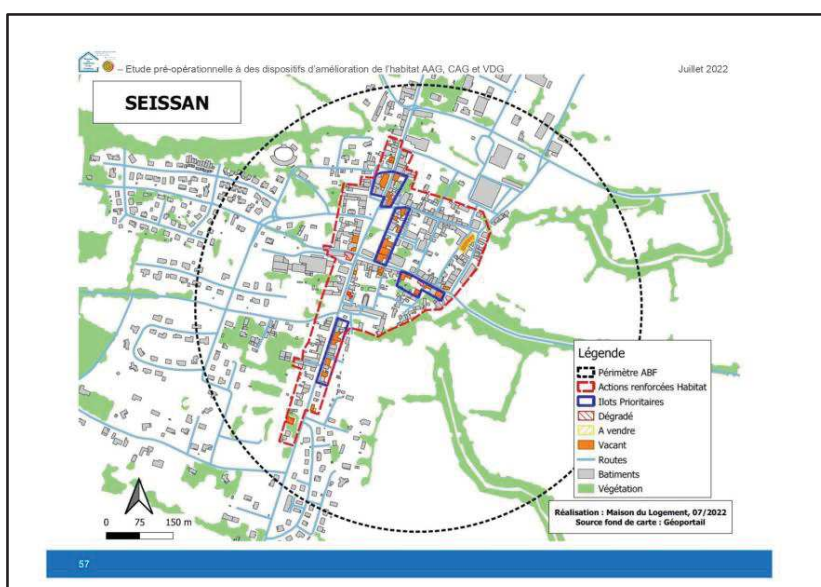 – Etude pré-opérationnelle à des dispositifs d'amélioration de l'habitat AAG, CAG et VDG
Juillet 2022
SEISSAN
Légende
Périmètre ABF
Actions renforcées Habitat
Ilots Prioritaires
Dégradé
A vendre
Vacant
Routes
Batiments
Végétation
0 75 150 m
Réalisation : Maison du Logement, 07/2022
Source fond de carte : Géoportail
57